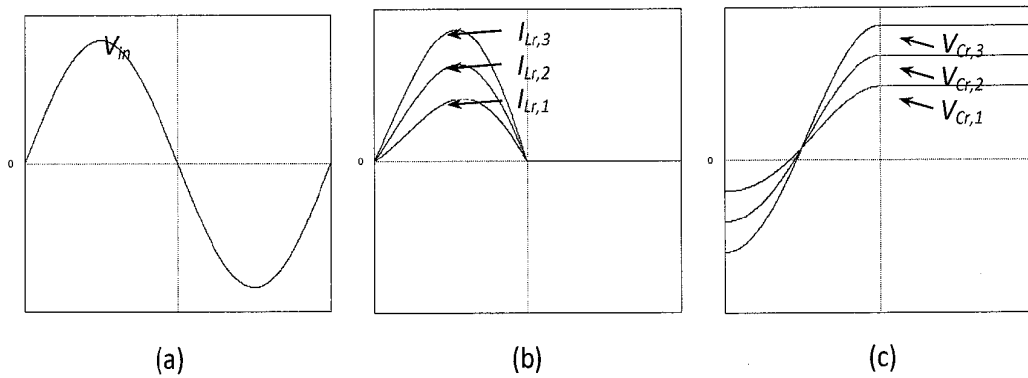 V_in
0
(a)
I_Lr,3
I_Lr,2
I_Lr,1
0
(b)
V_Cr,3
V_Cr,2
V_Cr,1
0
(c)